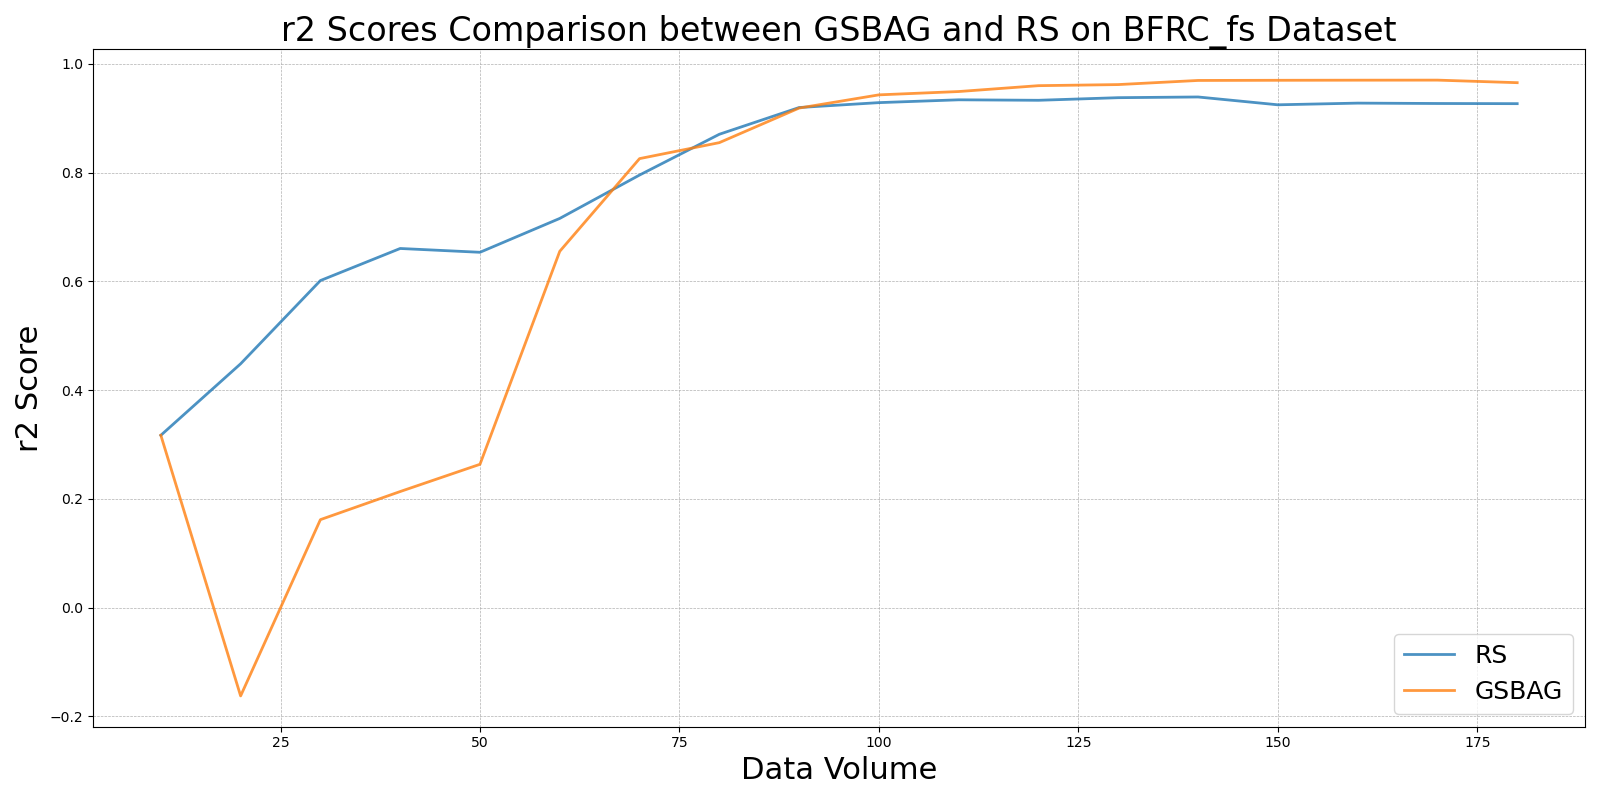 r2 Scores Comparison between GSBAG and RS on BFRC_fs Dataset
r2 Score
1.0
0.8
0.6
0.4
0.2
0.0
−0.2
25 50 75 100 125 150 175
Data Volume
RS
GSBAG